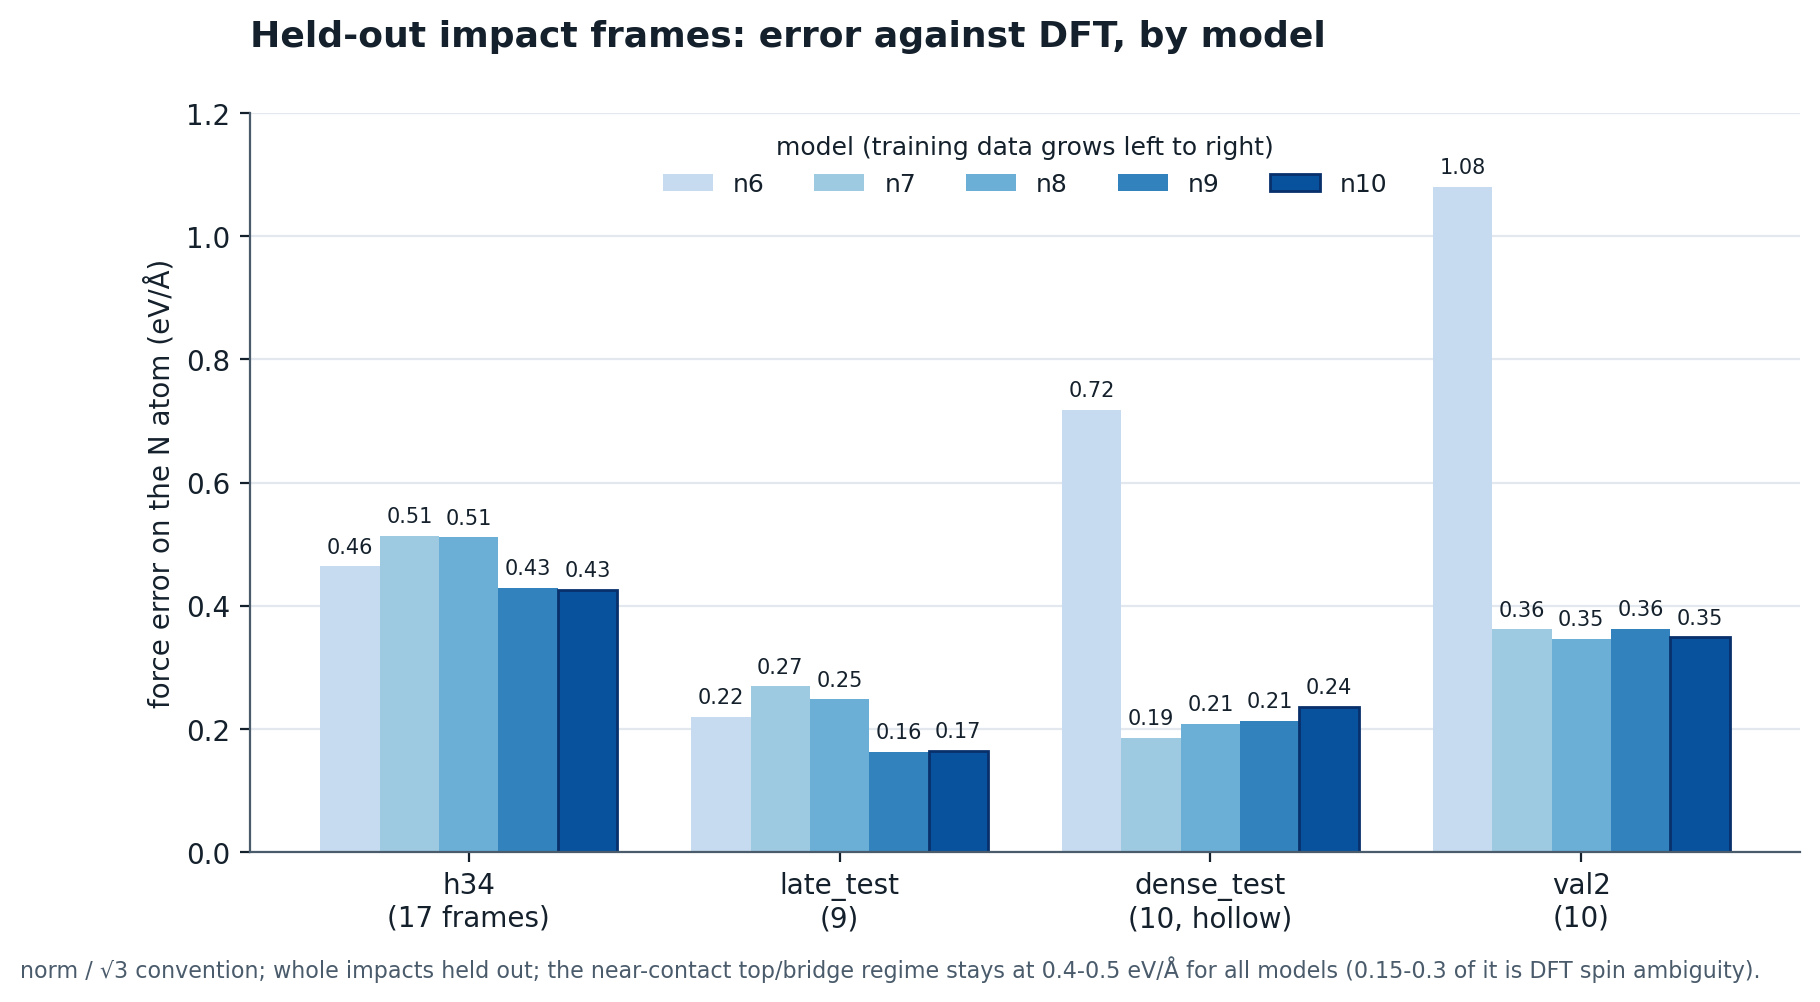 Held-out impact frames: error against DFT, by model
model (training data grows left to right)
n6 n7 n8 n9 n10
force error on the N atom (eV/Å)
1.2
1.0
0.8
0.6
0.4
0.2
0.0
0.46 0.51 0.51 0.43 0.43
0.22 0.27 0.25 0.16 0.17
0.72 0.19 0.21 0.21 0.24
1.08 0.36 0.35 0.36 0.35
h34
(17 frames)
late_test
(9)
dense_test
(10, hollow)
val2
(10)
norm / √3 convention; whole impacts held out; the near-contact top/bridge regime stays at 0.4-0.5 eV/Å for all models (0.15-0.3 of it is DFT spin ambiguity).